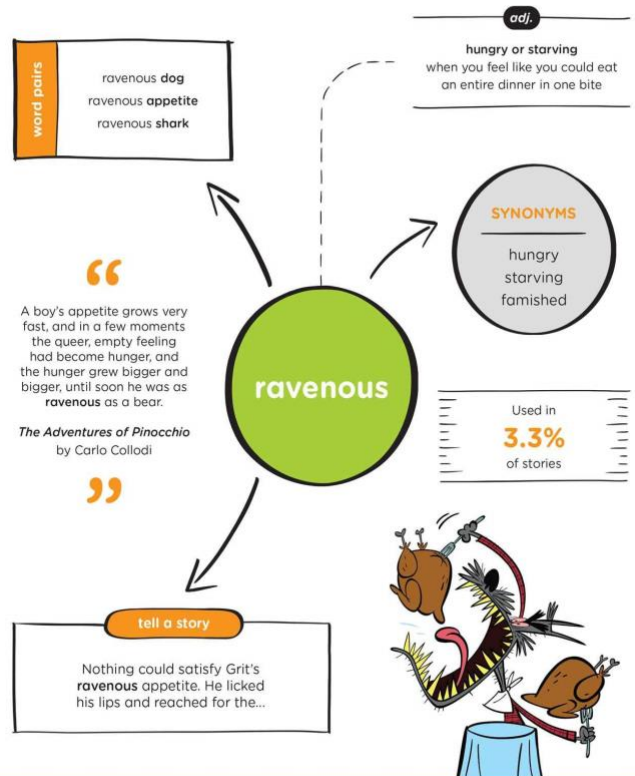 adj.
hungry or starving
when you feel like you could eat
an entire dinner in one bite
word pairs
ravenous dog
ravenous appetite
ravenous shark
SYNONYMS
hungry
starving
famished
“
A boy's appetite grows very
fast, and in a few moments
the queer, empty feeling
had become hunger, and
the hunger grew bigger and
bigger, until soon he was as
ravenous as a bear.
The Adventures of Pinocchio
by Carlo Collodi
”
ravenous
Used in
3.3%
of stories
tell a story
Nothing could satisfy Grit's
ravenous appetite. He licked
his lips and reached for the...